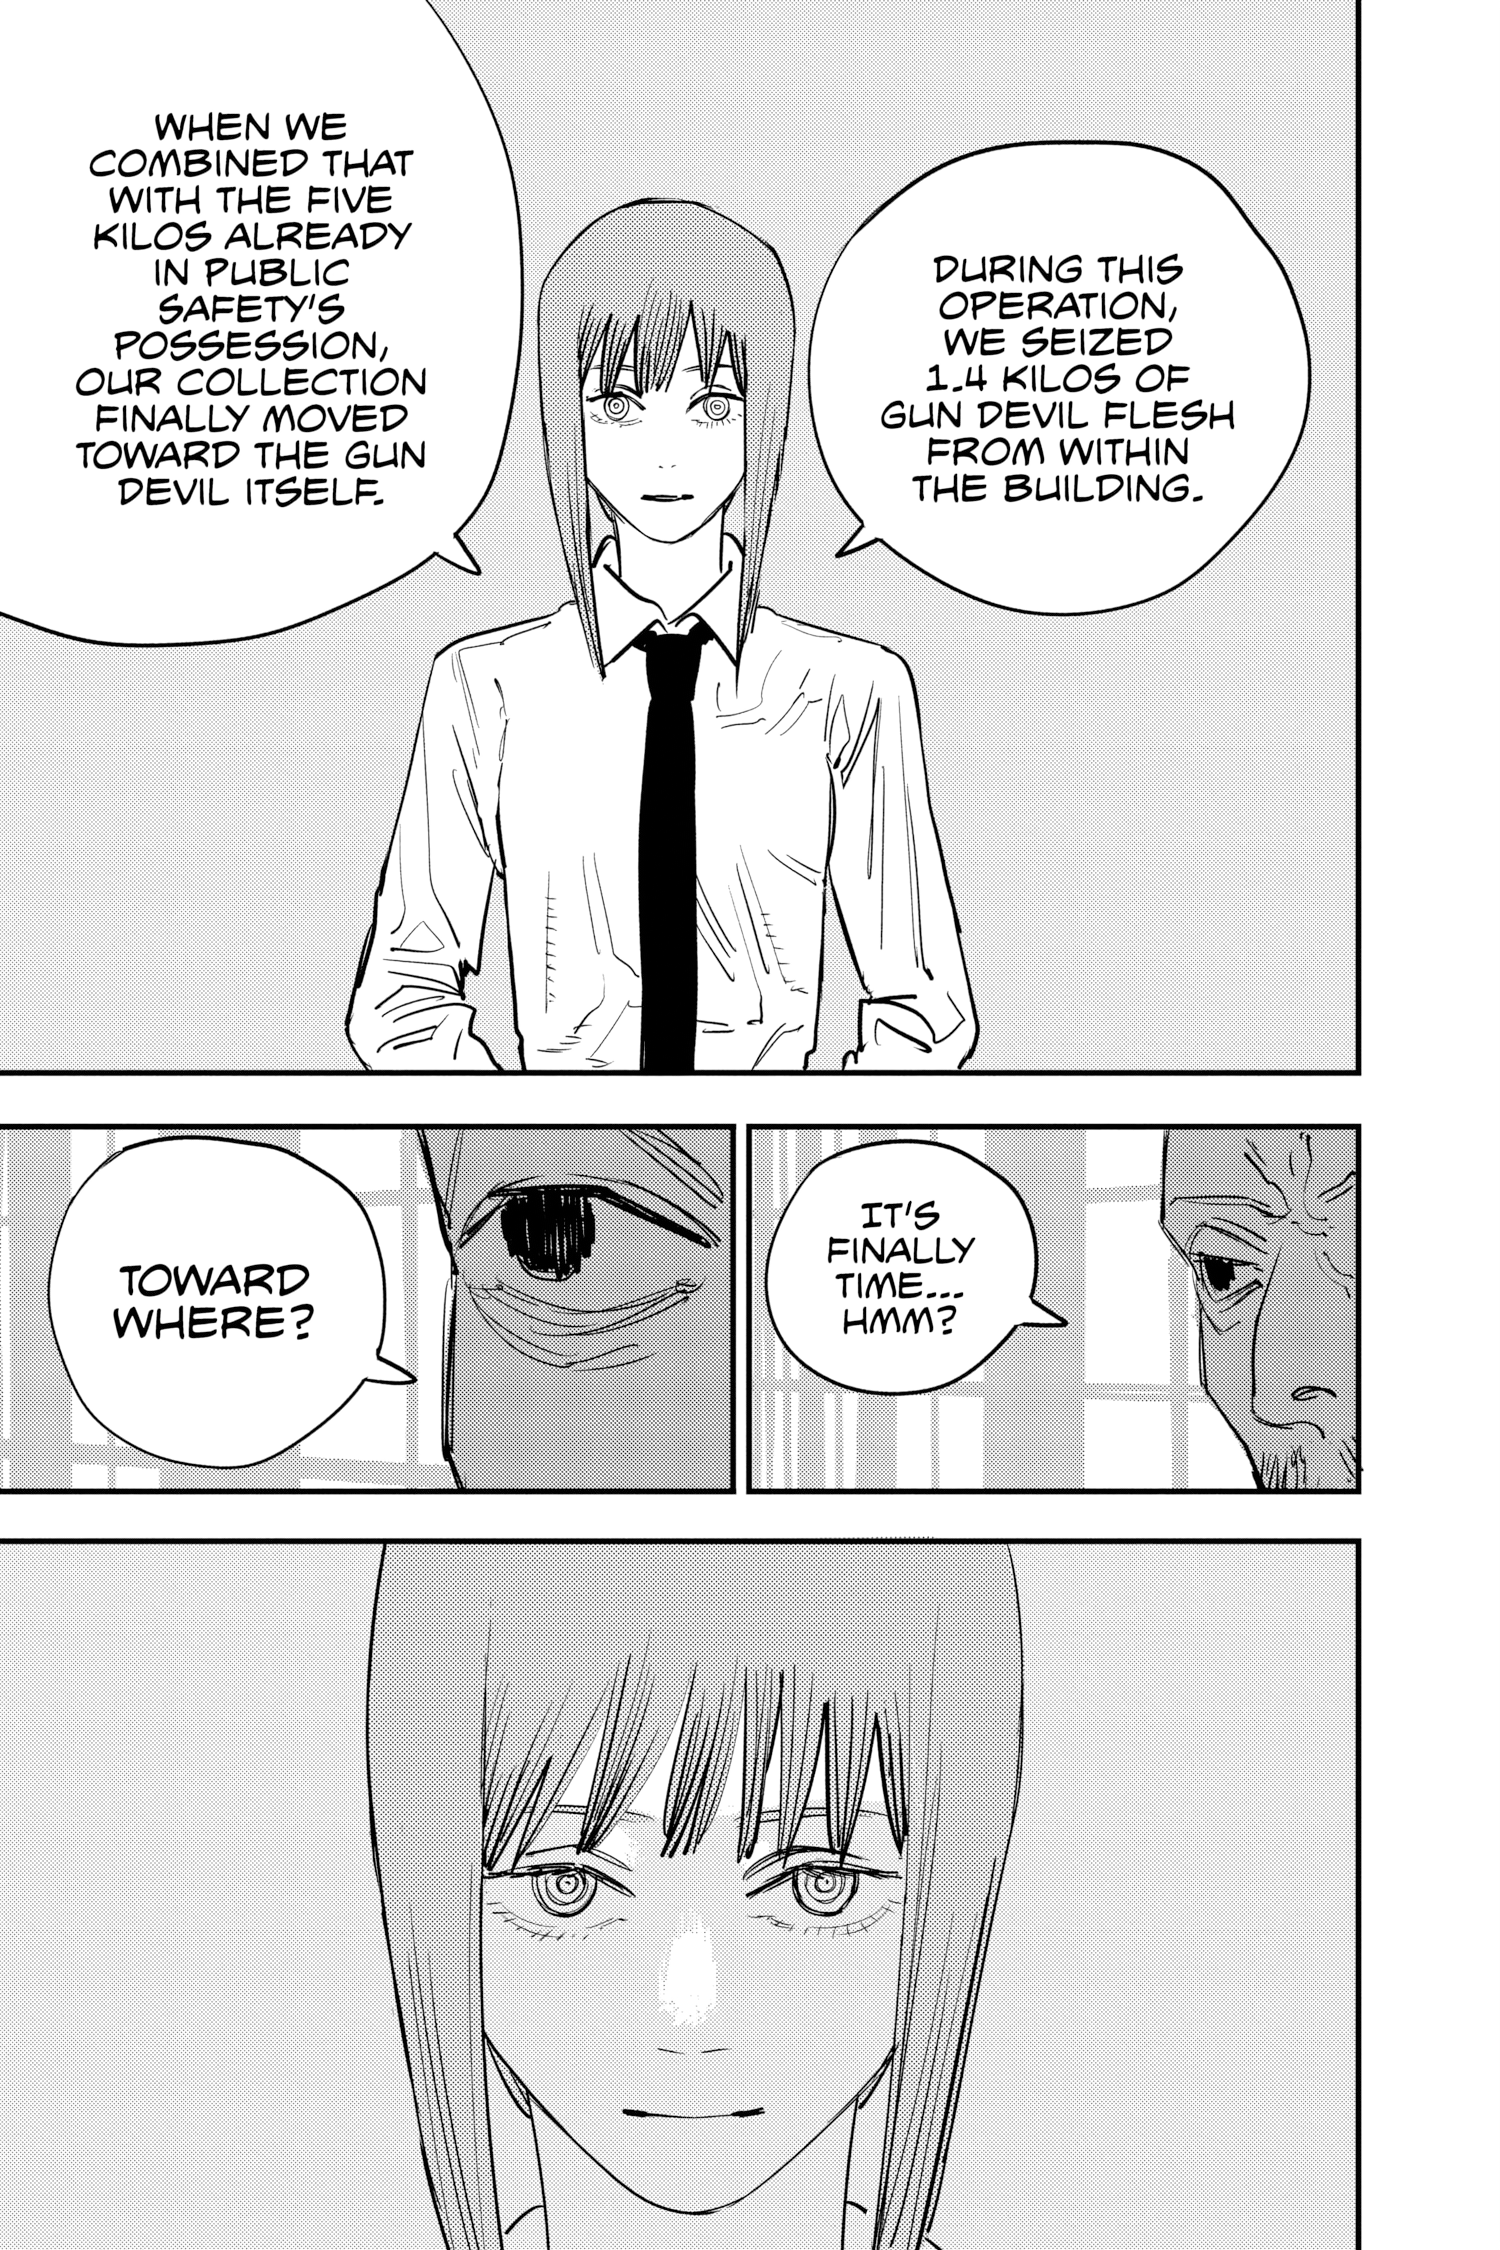 DURING THIS
OPERATION,
WE SEIZED
1.4 KILOS OF
GUN DEVIL FLESH
FROM WITHIN
THE BUILDING.
WHEN WE
COMBINED THAT
WITH THE FIVE
KILOS ALREADY
IN PUBLIC
SAFETY'S
POSSESSION,
OUR COLLECTION
FINALLY MOVED
TOWARD THE GUN
DEVIL ITSELF.
IT'S
FINALLY
TIME...
HMM?
TOWARD
WHERE?